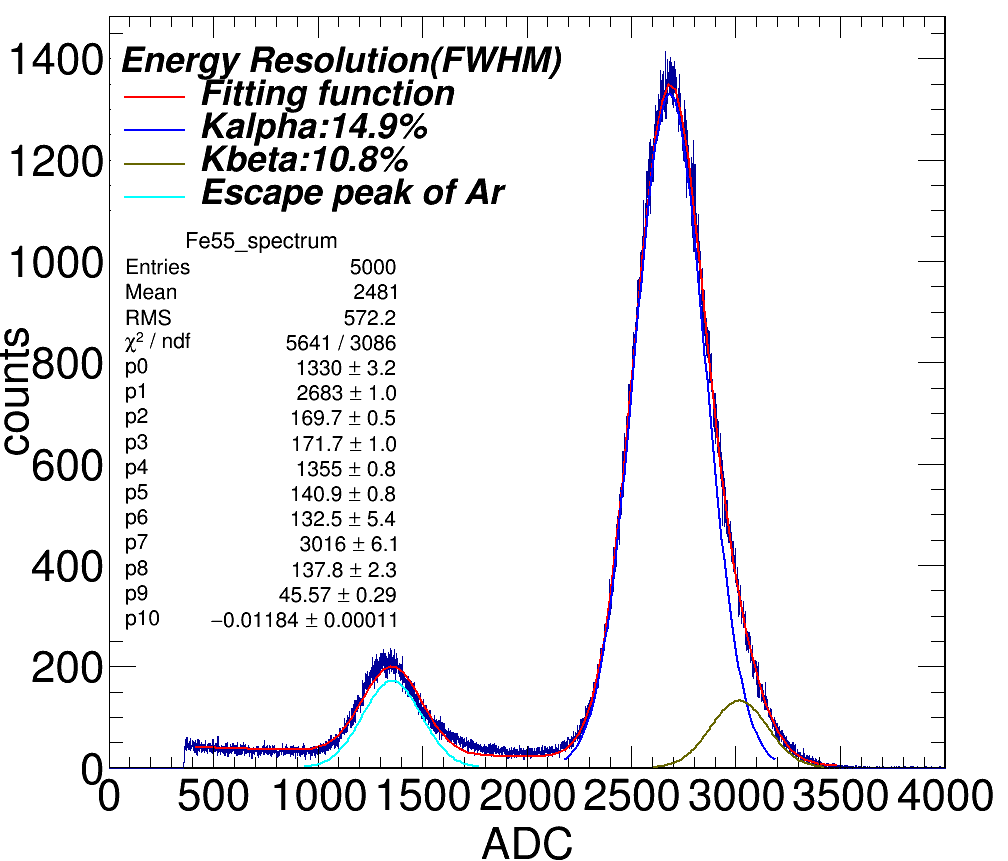 Energy Resolution(FWHM)
Fitting function
Kalpha:14.9%
Kbeta:10.8%
Escape peak of Ar
Fe55_spectrum
Entries 5000
Mean 2481
RMS 572.2
χ² / ndf 5641 / 3086
p0 1330 ± 3.2
p1 2683 ± 1.0
p2 169.7 ± 0.5
p3 171.7 ± 1.0
p4 1355 ± 0.8
p5 140.9 ± 0.8
p6 132.5 ± 5.4
p7 3016 ± 6.1
p8 137.8 ± 2.3
p9 45.57 ± 0.29
p10 −0.01184 ± 0.00011
counts
1400
1200
1000
800
600
400
200
0
0 500 1000 1500 2000 2500 3000 3500 4000
ADC